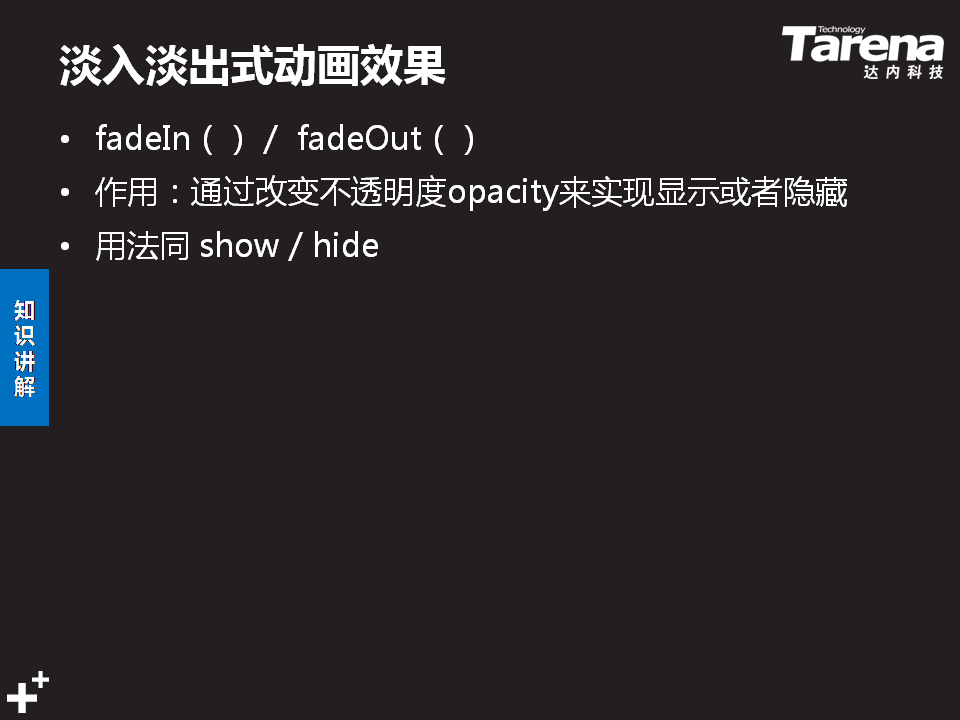 淡入淡出式动画效果
Technology
Tarena
达内科技
• fadeIn ( ) / fadeOut ( )
• 作用：通过改变不透明度opacity来实现显示或者隐藏
• 用法同 show / hide
知识讲解